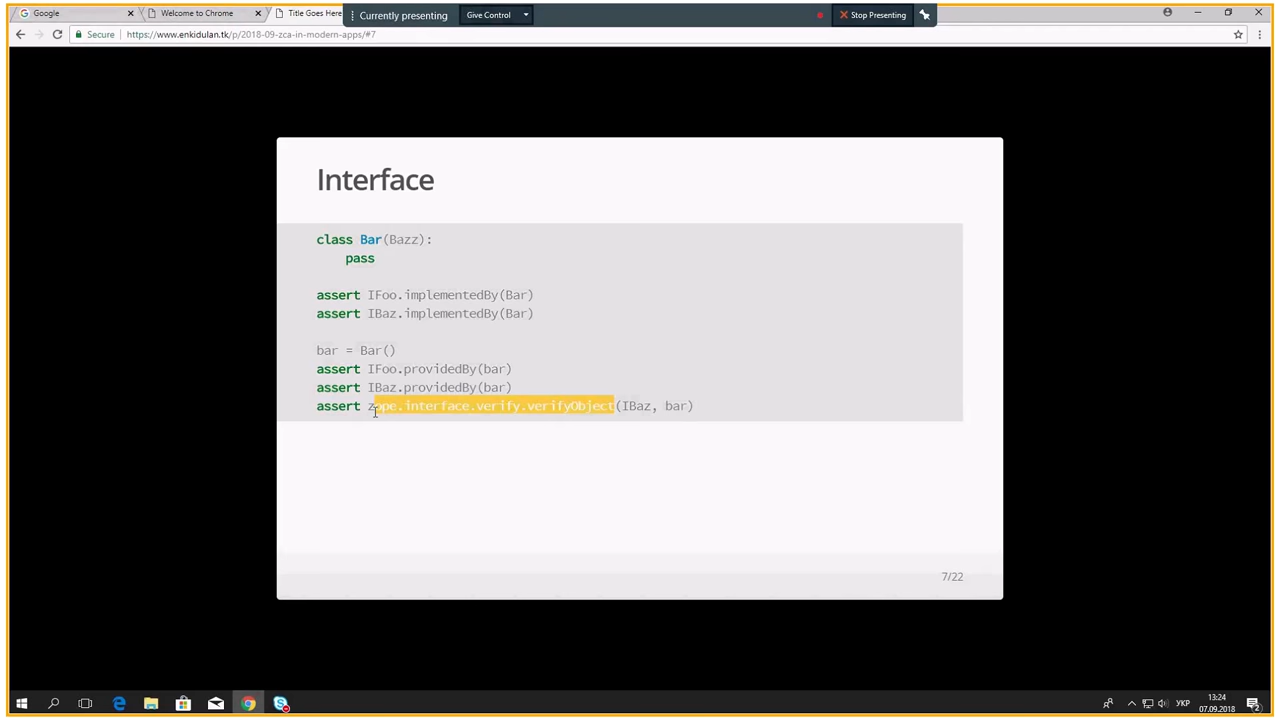 Google
Welcome to Chrome
Title Goes Here
Currently presenting
Give Control
Stop Presenting
Secure
https://www.enkidulan.tk/p/2018-09-zca-in-modern-apps/#7
Interface
class Bar(Bazz):
pass
assert IFoo.implementedBy(Bar)
assert IBaz.implementedBy(Bar)
bar = Bar()
assert IFoo.providedBy(bar)
assert IBaz.providedBy(bar)
assert zope.interface.verify.verifyObject(IBaz, bar)
7/22
УКР
13:24
07.09.2018
2